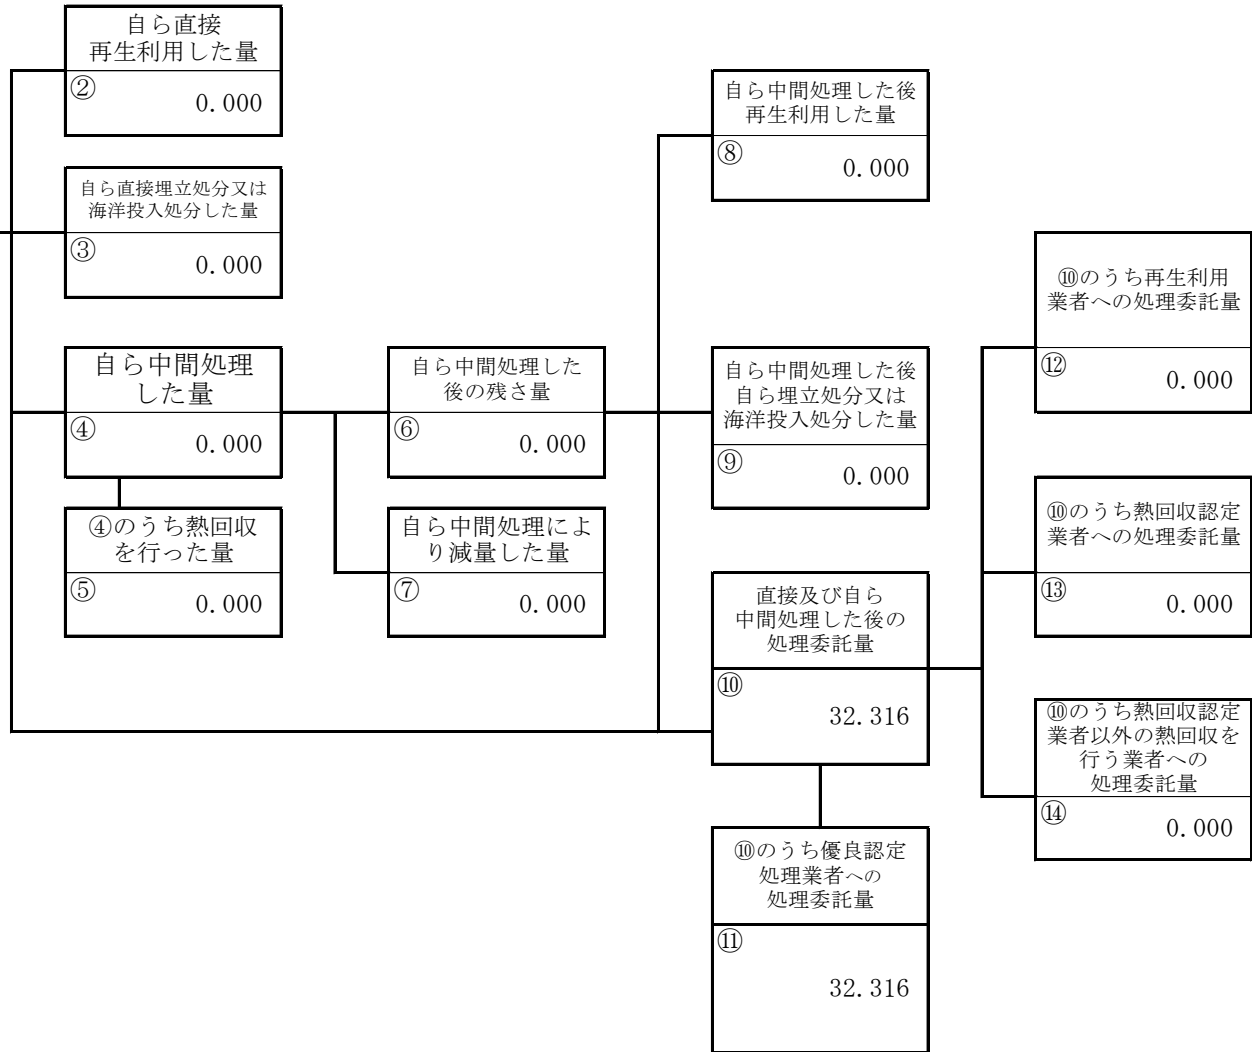 自ら直接
再生利用した量
②
0.000
自ら直接埋立処分又は
海洋投入処分した量
③
0.000
自ら中間処理
した量
④
0.000
④のうち熱回収
を行った量
⑤
0.000
自ら中間処理した
後の残さ量
⑥
0.000
自ら中間処理によ
り減量した量
⑦
0.000
自ら中間処理した後
再生利用した量
⑧
0.000
自ら中間処理した後
自ら埋立処分又は
海洋投入処分した量
⑨
0.000
直接及び自ら
中間処理した後の
処理委託量
⑩
32.316
⑩のうち優良認定
処理業者への
処理委託量
⑪
32.316
⑩のうち再生利用
業者への処理委託量
⑫
0.000
⑩のうち熱回収認定
業者への処理委託量
⑬
0.000
⑩のうち熱回収認定
業者以外の熱回収を
行う業者への
処理委託量
⑭
0.000